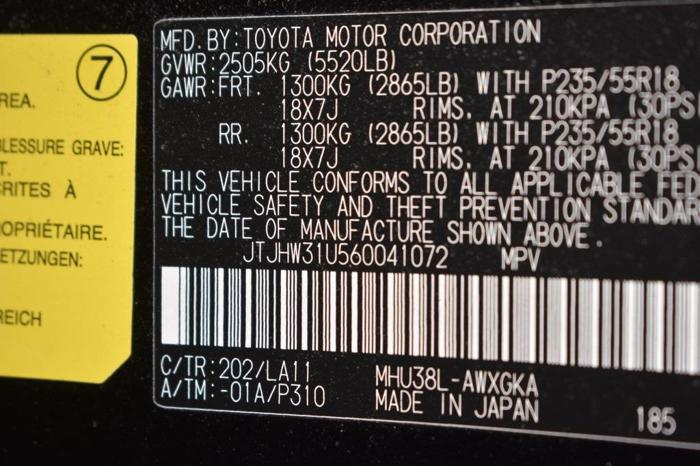 7
REA.
BLESSURE GRAVE:
T.
CRITES À
OPRIÉTAIRE.
ETZUNGEN:
REICH
MFD. BY:TOYOTA MOTOR CORPORATION
GVWR:2505KG (5520LB)
GAWR:FRT. 1300KG (2865LB) WITH P235/55R18
18X7J RIMS, AT 210KPA (30PS
RR. 1300KG (2865LB) WITH P235/55R18
18X7J RIMS, AT 210KPA (30PS
THIS VEHICLE CONFORMS TO ALL APPLICABLE FED
VEHICLE SAFETY AND THEFT PREVENTION STANDA
THE DATE OF MANUFACTURE SHOWN ABOVE.
JTJHW31U560041072 MPV
C/TR:202/LA11 MHU38L-AWXGKA
A/TM:-01A/P310 MADE IN JAPAN
185